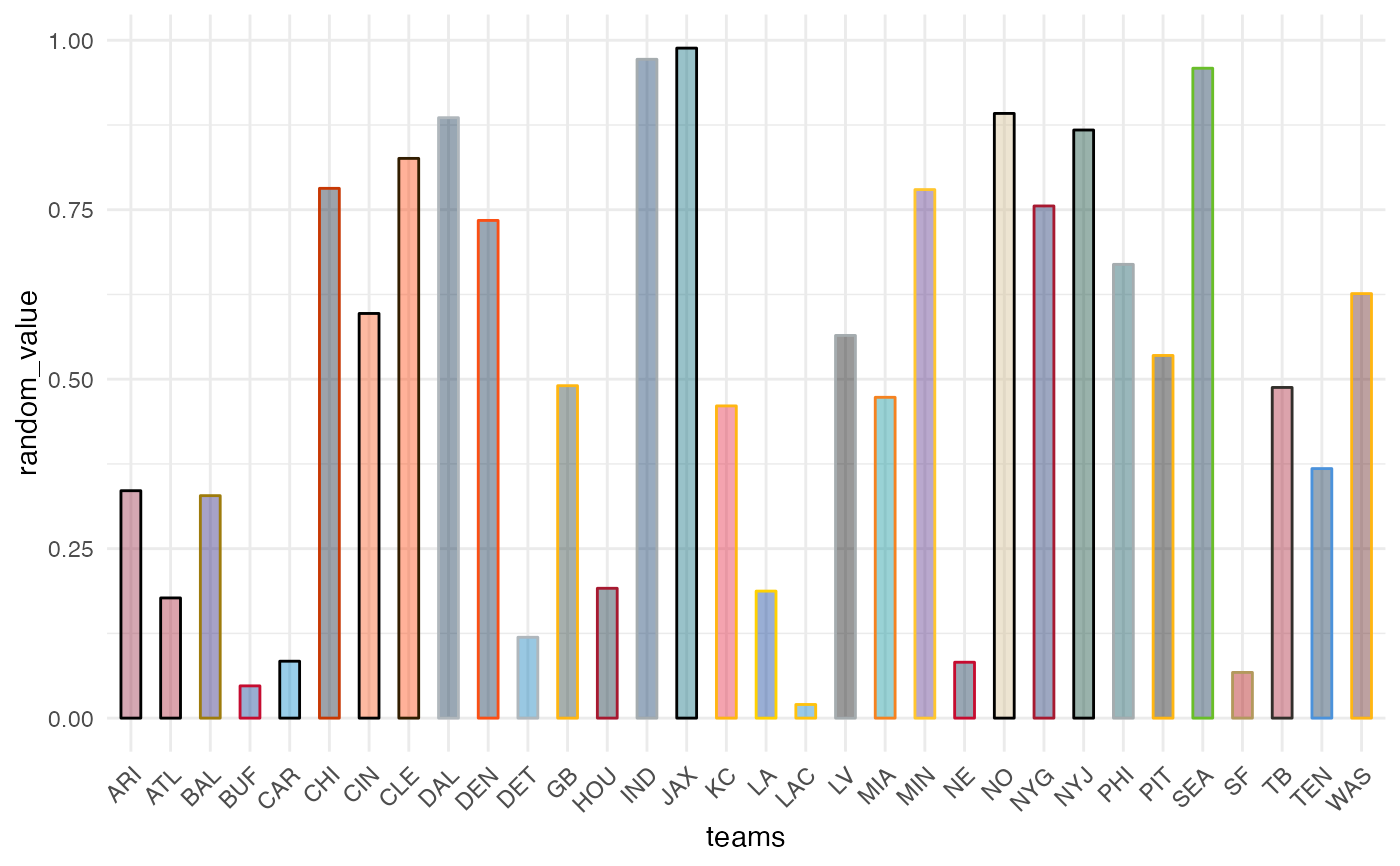 1.00
0.75
0.50
0.25
0.00
random_value
ARI ATL BAL BUF CAR CHI CIN CLE DAL DEN DET GB HOU IND JAX KC LA LAC LV MIA MIN NE NO NYG NYJ PHI PIT SEA SF TB TEN WAS
teams